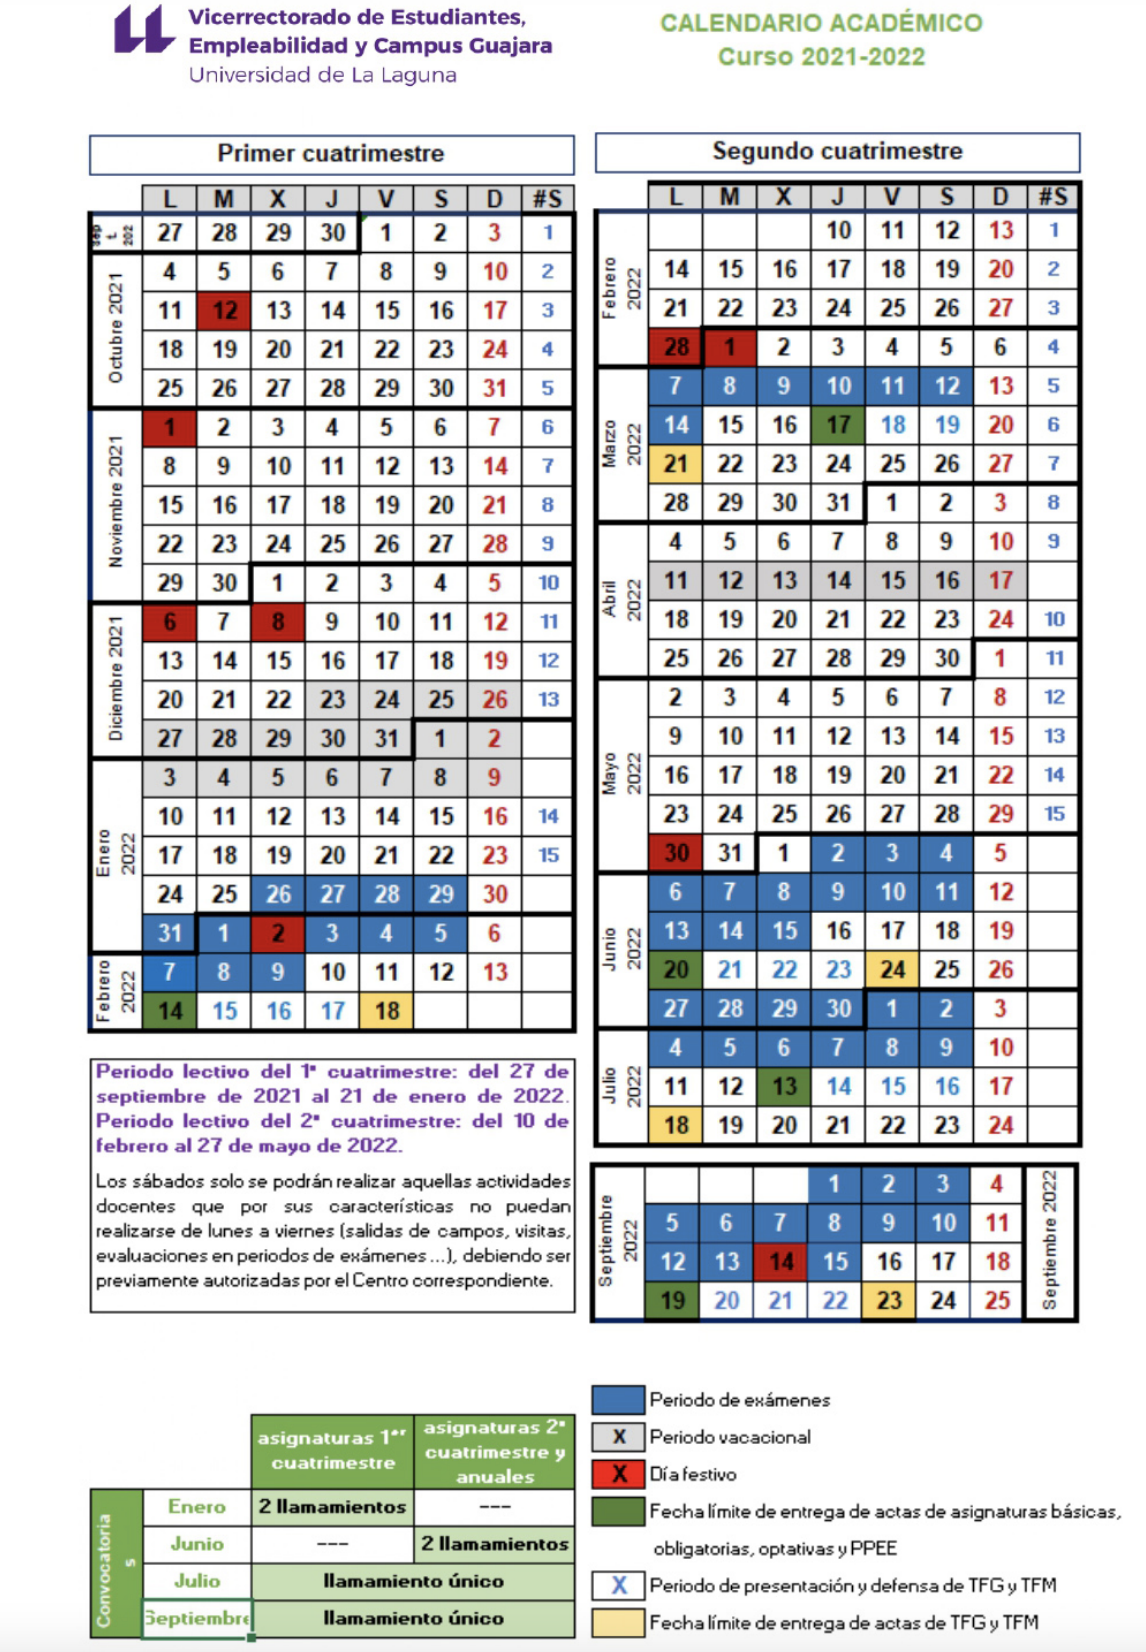 Vicerrectorado de Estudiantes,
Empleabilidad y Campus Guajara
Universidad de La Laguna
CALENDARIO ACADÉMICO
Curso 2021-2022
Primer cuatrimestre
L M X J V S D #S
27 28 29 30 1 2 3 1
Octubre 2021
4 5 6 7 8 9 10 2
11 12 13 14 15 16 17 3
18 19 20 21 22 23 24 4
25 26 27 28 29 30 31 5
Noviembre 2021
1 2 3 4 5 6 7 6
8 9 10 11 12 13 14 7
15 16 17 18 19 20 21 8
22 23 24 25 26 27 28 9
29 30 1 2 3 4 5 10
Diciembre 2021
6 7 8 9 10 11 12 11
13 14 15 16 17 18 19 12
20 21 22 23 24 25 26 13
27 28 29 30 31 1 2
Enero
2022
3 4 5 6 7 8 9
10 11 12 13 14 15 16 14
17 18 19 20 21 22 23 15
24 25 26 27 28 29 30
31 1 2 3 4 5 6
Febrero
2022
7 8 9 10 11 12 13
14 15 16 17 18
Periodo lectivo del 1º cuatrimestre: del 27 de
septiembre de 2021 al 21 de enero de 2022.
Periodo lectivo del 2º cuatrimestre: del 10 de
febrero al 27 de mayo de 2022.
Los sábados solo se podrán realizar aquellas actividades
docentes que por sus características no puedan
realizarse de lunes a viernes (salidas de campos, visitas,
evaluaciones en periodos de exámenes ...), debiendo ser
previamente autorizadas por el Centro correspondiente.
Segundo cuatrimestre
L M X J V S D #S
Febrero
2022
10 11 12 13 1
14 15 16 17 18 19 20 2
21 22 23 24 25 26 27 3
28 1 2 3 4 5 6 4
Marzo
2022
7 8 9 10 11 12 13 5
14 15 16 17 18 19 20 6
21 22 23 24 25 26 27 7
28 29 30 31 1 2 3 8
Abril
2022
4 5 6 7 8 9 10 9
11 12 13 14 15 16 17
18 19 20 21 22 23 24 10
25 26 27 28 29 30 1 11
Mayo
2022
2 3 4 5 6 7 8 12
9 10 11 12 13 14 15 13
16 17 18 19 20 21 22 14
23 24 25 26 27 28 29 15
30 31 1 2 3 4 5
Junio
2022
6 7 8 9 10 11 12
13 14 15 16 17 18 19
20 21 22 23 24 25 26
27 28 29 30 1 2 3
Julio
2022
4 5 6 7 8 9 10
11 12 13 14 15 16 17
18 19 20 21 22 23 24
Septiembre
2022
1 2 3 4
5 6 7 8 9 10 11
12 13 14 15 16 17 18
19 20 21 22 23 24 25
Septiembre 2022
asignaturas 1er
cuatrimestre
asignaturas 2º
cuatrimestre y
anuales
Convocatoria
s
Enero 2 llamamientos ---
Junio --- 2 llamamientos
Julio llamamiento único
Septiembre llamamiento único
Periodo de exámenes
X Periodo vacacional
X Día festivo
Fecha límite de entrega de actas de asignaturas básicas,
obligatorias, optativas y PPEE
X Periodo de presentación y defensa de TFG y TFM
Fecha límite de entrega de actas de TFG y TFM